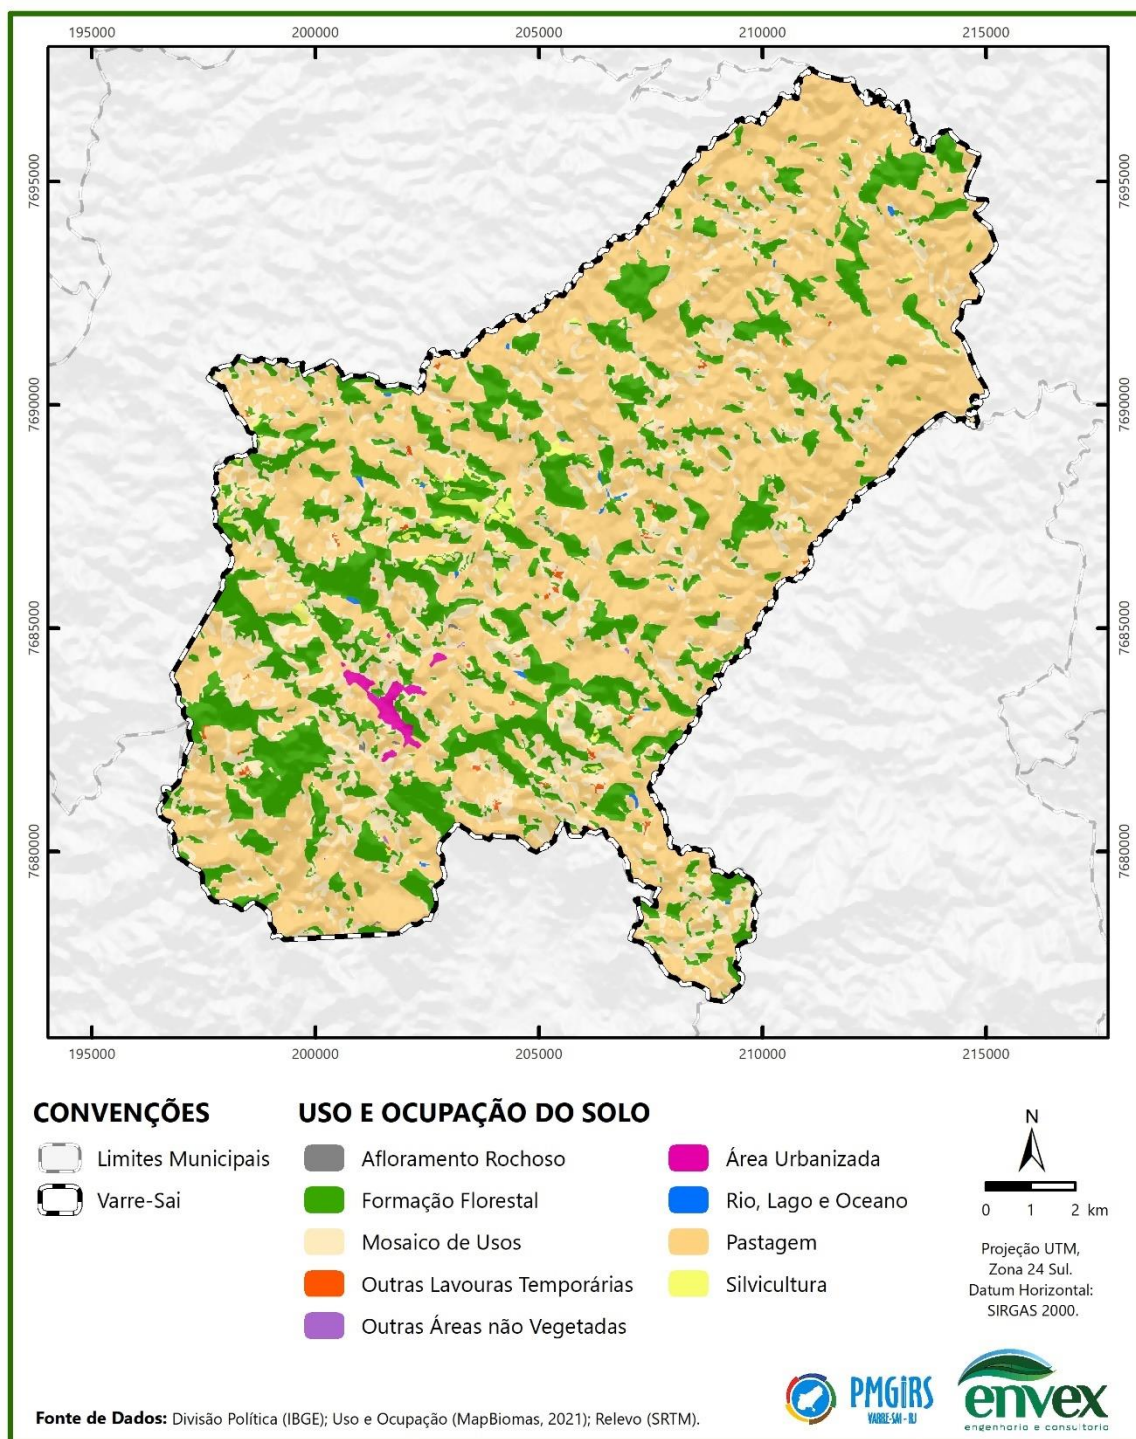 195000 200000 205000 210000 215000
7695000 7695000
7690000 7690000
7685000 7685000
7680000 7680000
195000 200000 205000 210000 215000
CONVENÇÕES
Limites Municipais
Varre-Sai
USO E OCUPAÇÃO DO SOLO
Afloramento Rochoso
Formação Florestal
Mosaico de Usos
Outras Lavouras Temporárias
Outras Áreas não Vegetadas
Área Urbanizada
Rio, Lago e Oceano
Pastagem
Silvicultura
N
0 1 2 km
Projeção UTM,
Zona 24 Sul.
Datum Horizontal:
SIRGAS 2000.
PMGiRS
VARRE-SAI - RJ
envex
engenharia e consultoria
Fonte de Dados: Divisão Política (IBGE); Uso e Ocupação (MapBiomas, 2021); Relevo (SRTM).